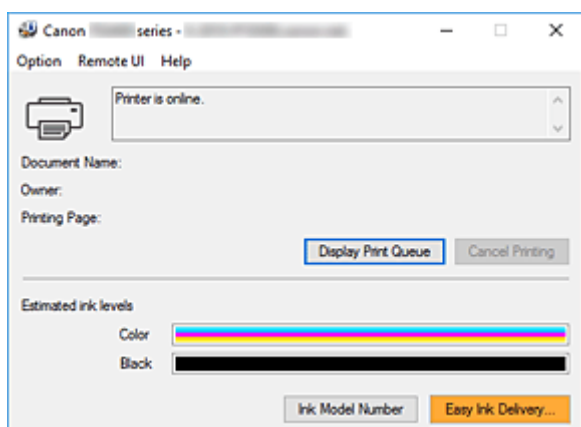 Canon series -
Option Remote UI Help
Printer is online.
Document Name:
Owner:
Printing Page:
Display Print Queue Cancel Printing
Estimated ink levels
Color
Black
Ink Model Number Easy Ink Delivery...